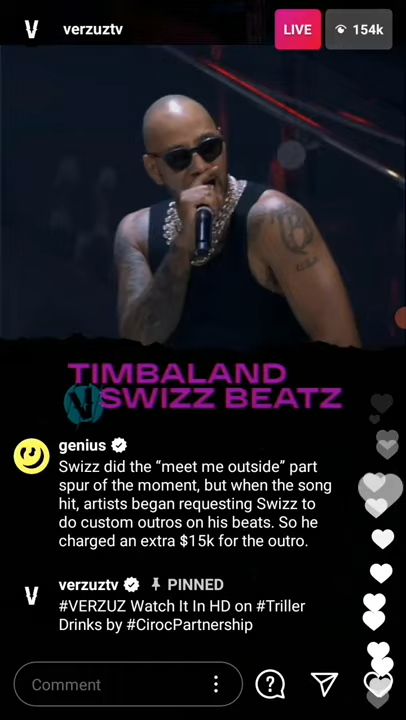 verzuztv
LIVE
154k
TIMBALAND
SWIZZ BEATZ
genius
Swizz did the “meet me outside” part
spur of the moment, but when the song
hit, artists began requesting Swizz to
do custom outros on his beats. So he
charged an extra $15k for the outro.
verzuztv PINNED
#VERZUZ Watch It In HD on #Triller
Drinks by #CirocPartnership
Comment